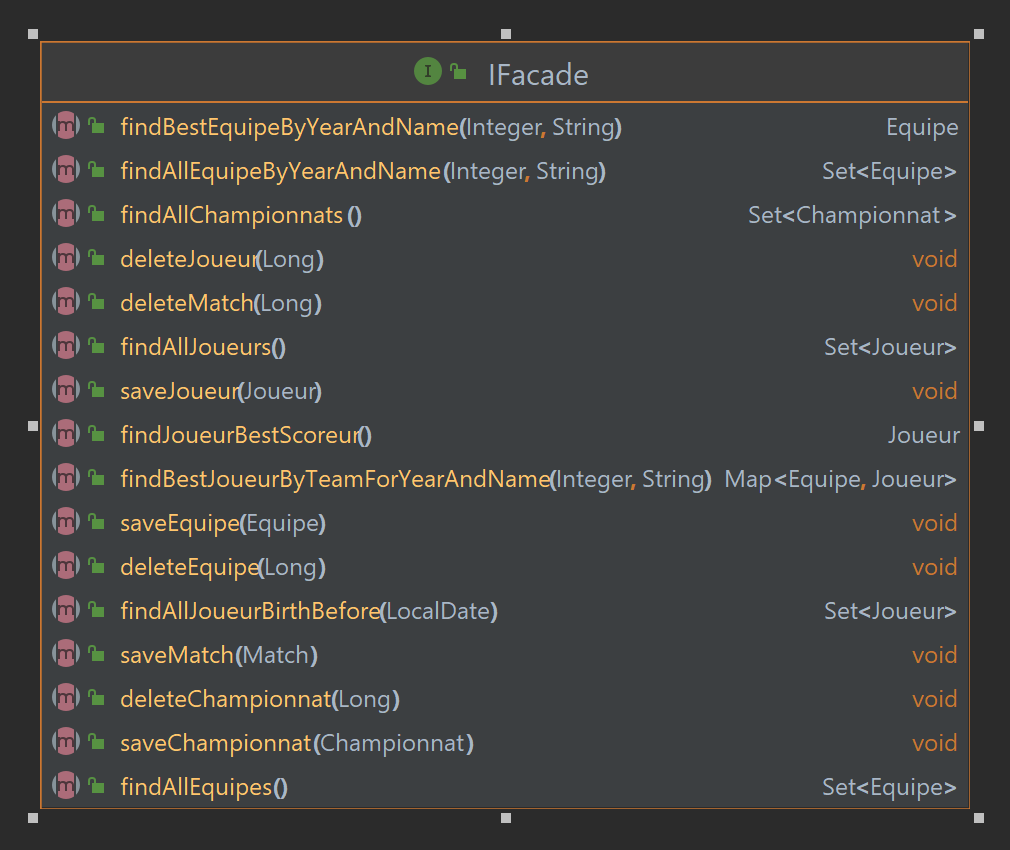 IFacade
findBestEquipeByYearAndName(Integer, String) Equipe
findAllEquipeByYearAndName(Integer, String) Set<Equipe>
findAllChampionnats() Set<Championnat>
deleteJoueur(Long) void
deleteMatch(Long) void
findAllJoueurs() Set<Joueur>
saveJoueur(Joueur) void
findJoueurBestScoreur() Joueur
findBestJoueurByTeamForYearAndName(Integer, String) Map<Equipe, Joueur>
saveEquipe(Equipe) void
deleteEquipe(Long) void
findAllJoueurBirthBefore(LocalDate) Set<Joueur>
saveMatch(Match) void
deleteChampionnat(Long) void
saveChampionnat(Championnat) void
findAllEquipes() Set<Equipe>